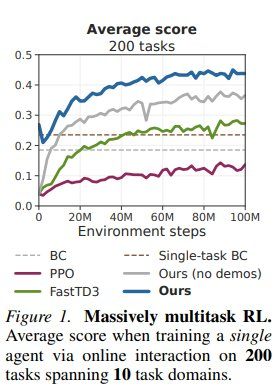 Average score
200 tasks
0.5
0.4
0.3
0.2
0.1
0.0
0 20M 40M 60M 80M 100M
Environment steps
BC Single-task BC
PPO Ours (no demos)
FastTD3 Ours
Figure 1. Massively multitask RL.
Average score when training a single
agent via online interaction on 200
tasks spanning 10 task domains.